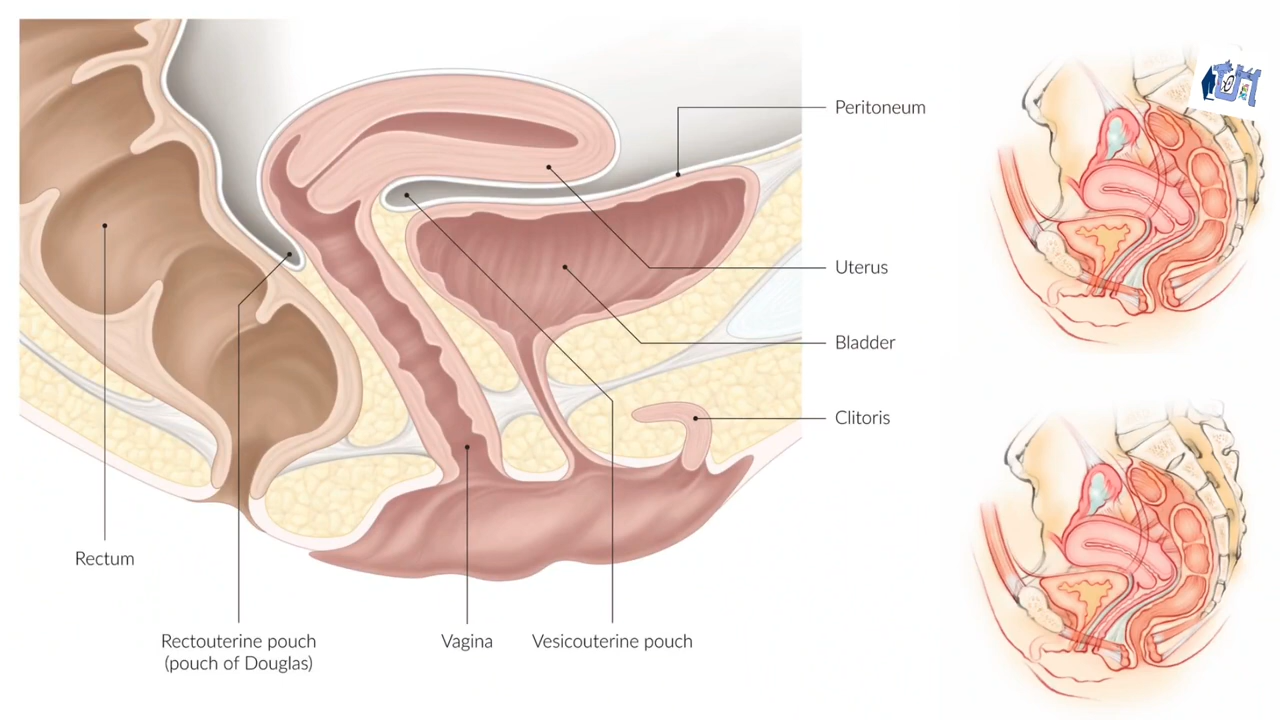 Peritoneum
Uterus
Bladder
Clitoris
Rectum
Rectouterine pouch
(pouch of Douglas)
Vagina
Vesicouterine pouch